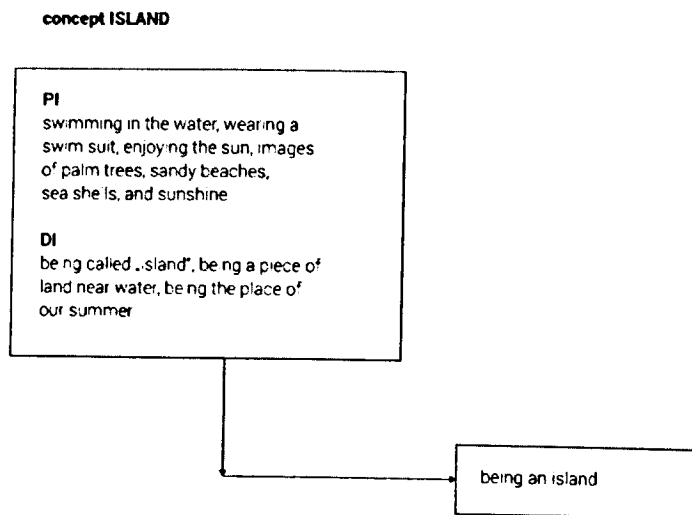 concept ISLAND
PI
swimming in the water, wearing a
swim suit, enjoying the sun, images
of palm trees, sandy beaches,
sea shells, and sunshine
DI
being called „island“, being a piece of
land near water, being the place of
our summer
being an island